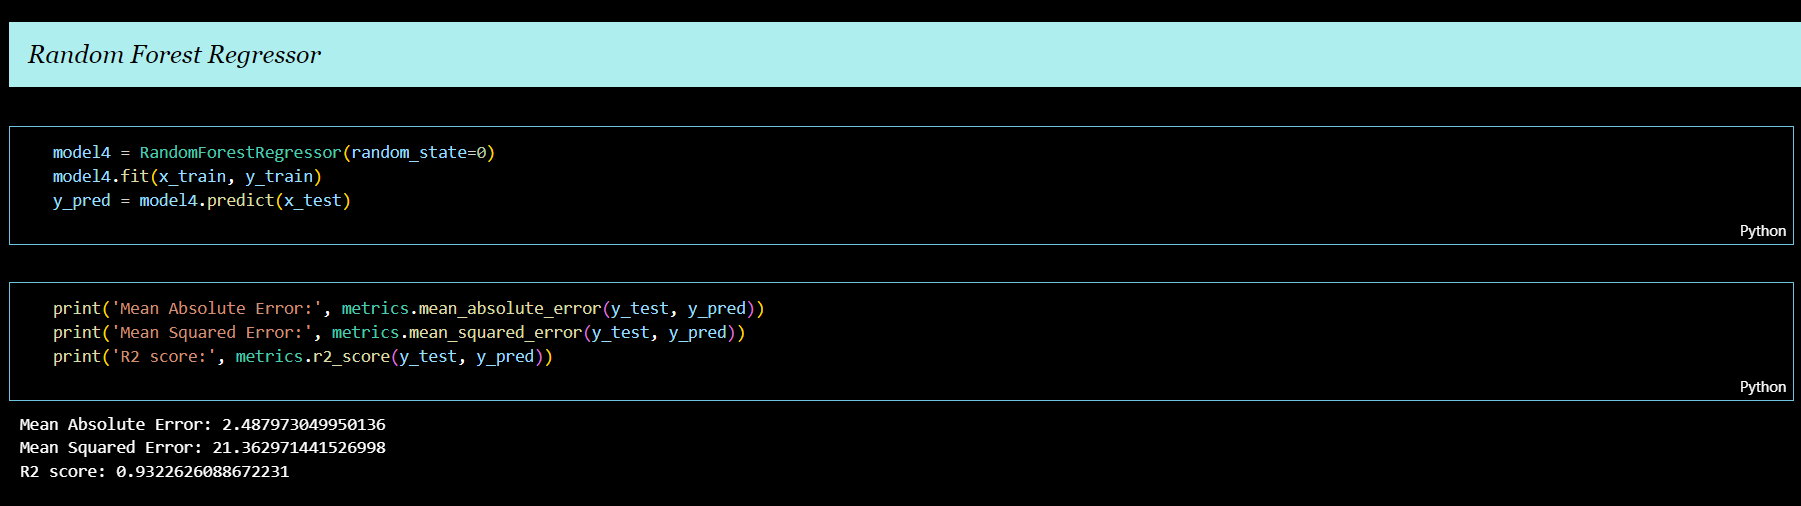 Random Forest Regressor
model4 = RandomForestRegressor(random_state=0)
model4.fit(x_train, y_train)
y_pred = model4.predict(x_test)
Python
print('Mean Absolute Error:', metrics.mean_absolute_error(y_test, y_pred))
print('Mean Squared Error:', metrics.mean_squared_error(y_test, y_pred))
print('R2 score:', metrics.r2_score(y_test, y_pred))
Python
Mean Absolute Error: 2.487973049950136
Mean Squared Error: 21.362971441526998
R2 score: 0.9322626088672231